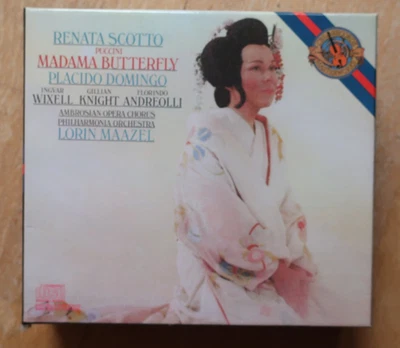 RENATA SCOTTO
PUCCINI
MADAMA BUTTERFLY
PLACIDO DOMINGO
INGVAR GILLIAN FLORINDO
WIXELL KNIGHT ANDREOLLI
AMBROSIAN OPERA CHORUS
PHILHARMONIA ORCHESTRA
LORIN MAAZEL